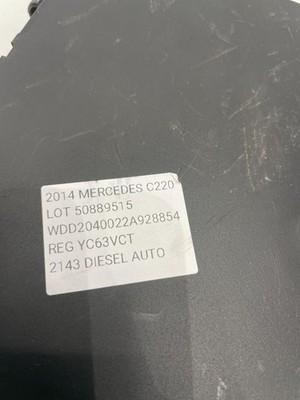 2014 MERCEDES C220
LOT 50889515
WDD2040022A928854
REG YC63VCT
2143 DIESEL AUTO